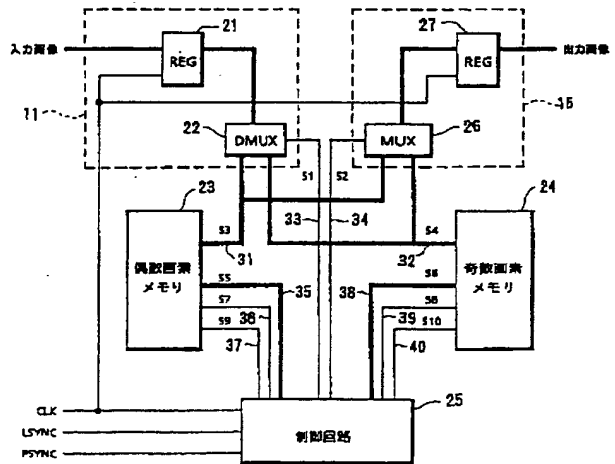 21
27
入力画像
REG
REG
出力画像
11
15
22
DMUX
MUX
26
S1
S2
23
24
33
34
S3
S4
31
32
偶数画素
メモリ
奇数画素
メモリ
S5
S6
35
38
S7
S8
36
39
S9
S10
37
40
25
CLK
LSYNC
PSYNC
制御回路